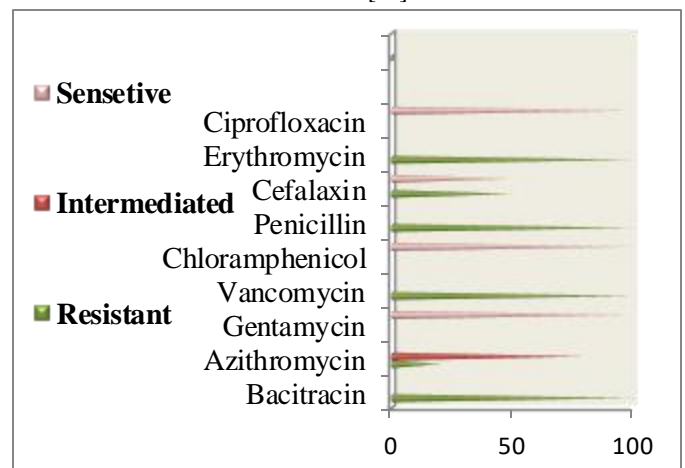 Sensetive
Intermediated
Resistant
Ciprofloxacin
Erythromycin
Cefalaxin
Penicillin
Chloramphenicol
Vancomycin
Gentamycin
Azithromycin
Bacitracin
0 50 100